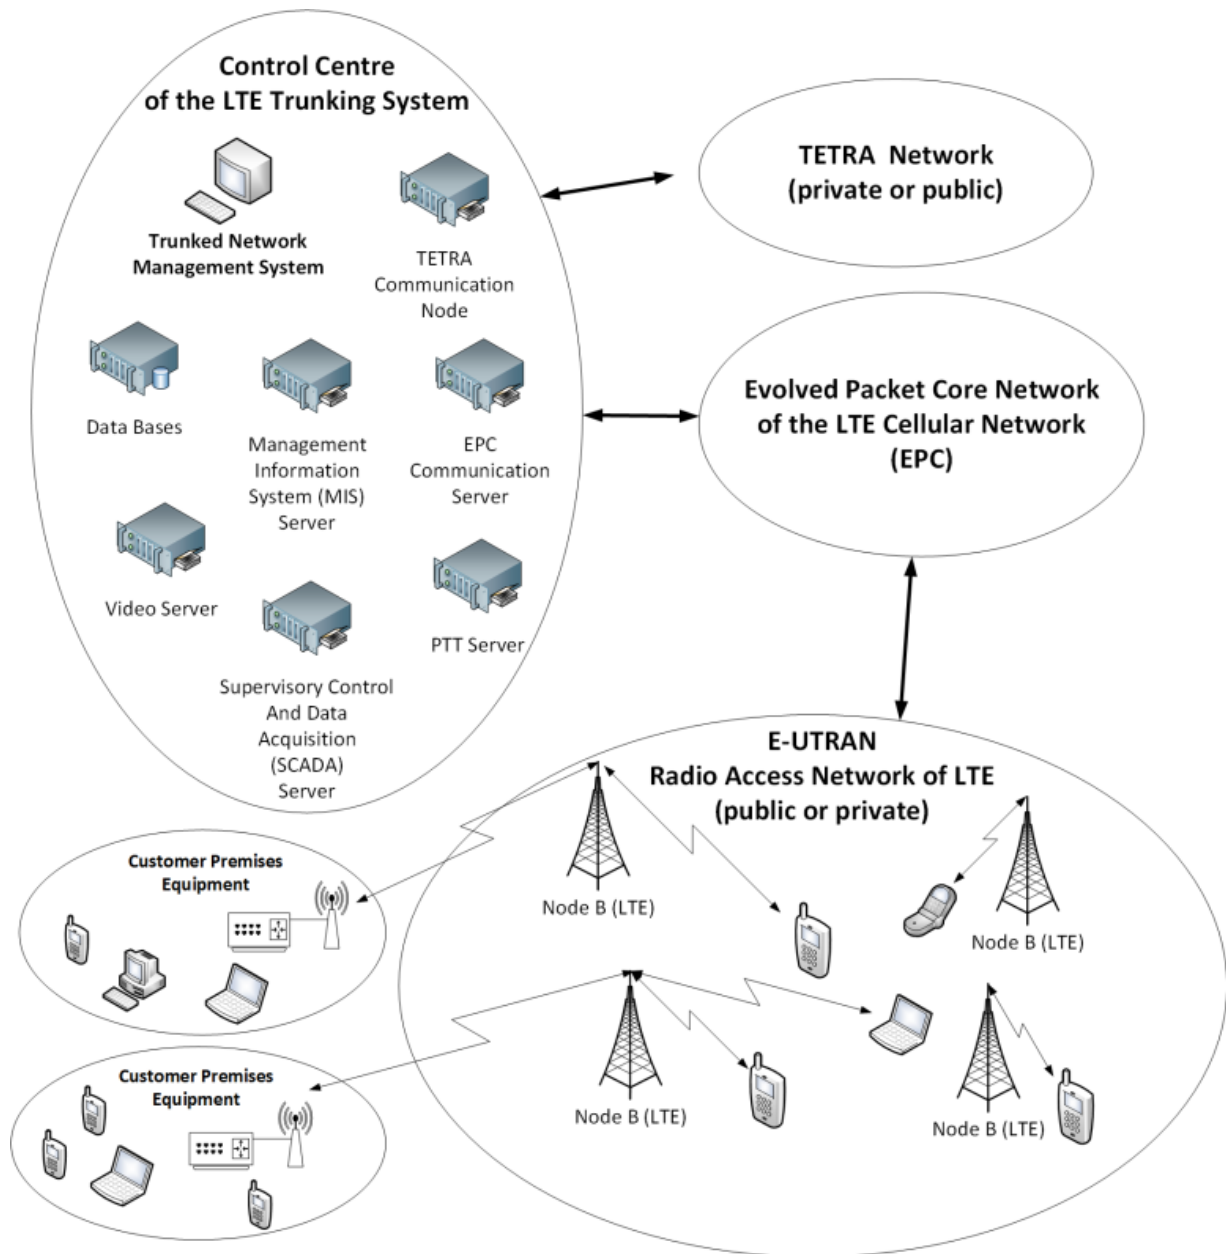 Control Centre
of the LTE Trunking System
Trunked Network
Management System
TETRA
Communication
Node
Data Bases
Management
Information
System (MIS)
Server
EPC
Communication
Server
Video Server
PTT Server
Supervisory Control
And Data
Acquisition
(SCADA)
Server
TETRA Network
(private or public)
Evolved Packet Core Network
of the LTE Cellular Network
(EPC)
E-UTRAN
Radio Access Network of LTE
(public or private)
Node B (LTE)
Node B (LTE)
Node B (LTE)
Node B (LTE)
Customer Premises
Equipment
Customer Premises
Equipment